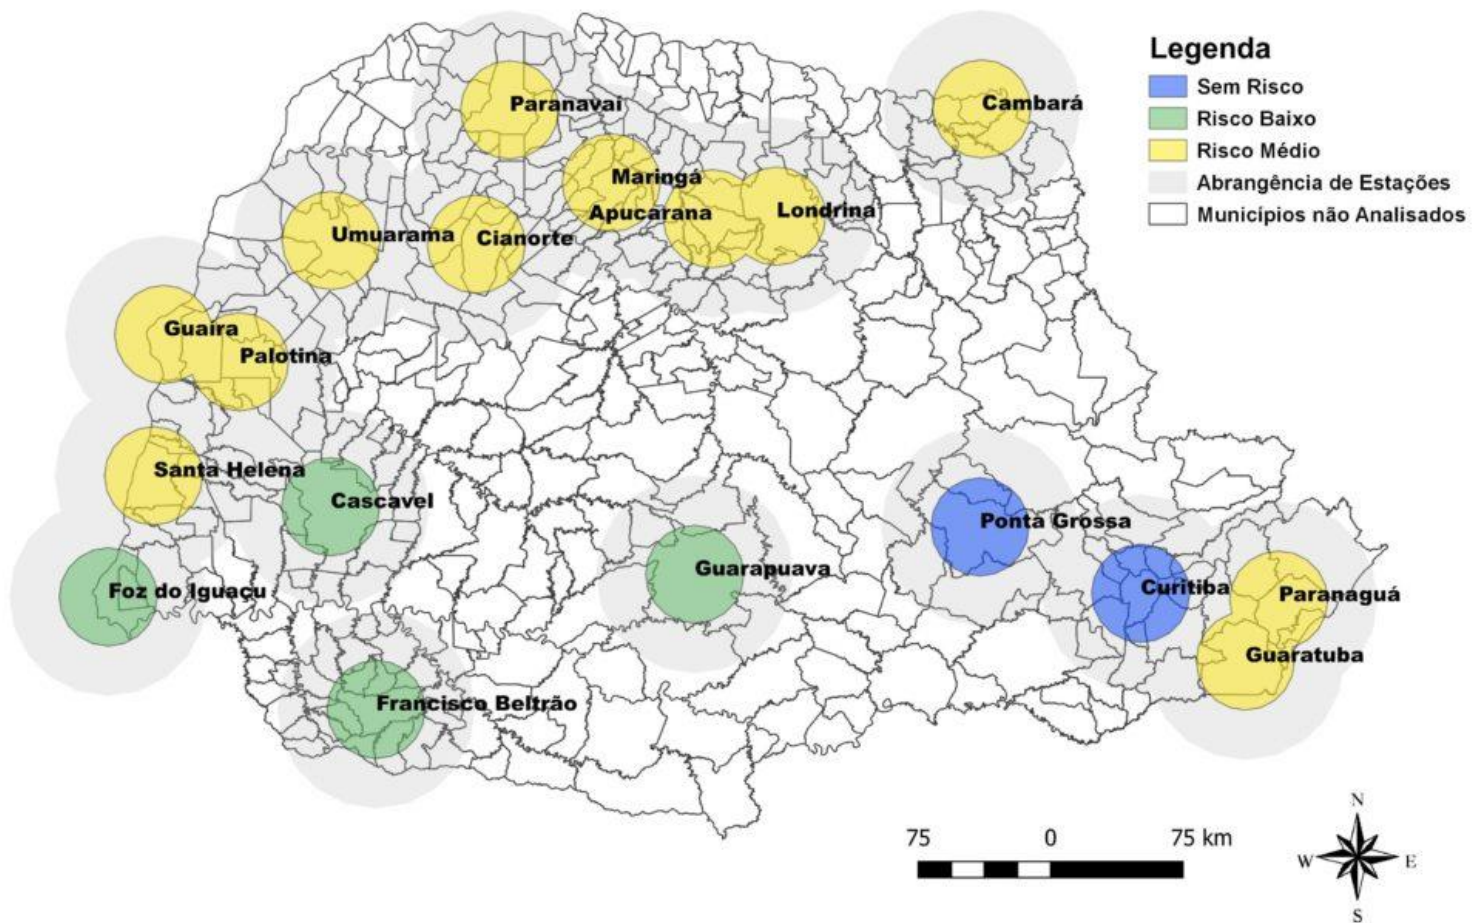 Legenda
Sem Risco
Risco Baixo
Risco Médio
Abrangência de Estações
Municípios não Analisados
Paranavai
Cambará
Maringá
Apucarana
Londrina
Umuarama
Cianorte
Guaíra
Palotina
Santa Helena
Cascavel
Ponta Grossa
Guarapuava
Curitiba
Foz do Iguaçu
Paranaguá
Guaratuba
Francisco Beltrão
75 0 75 km
N
W E
S